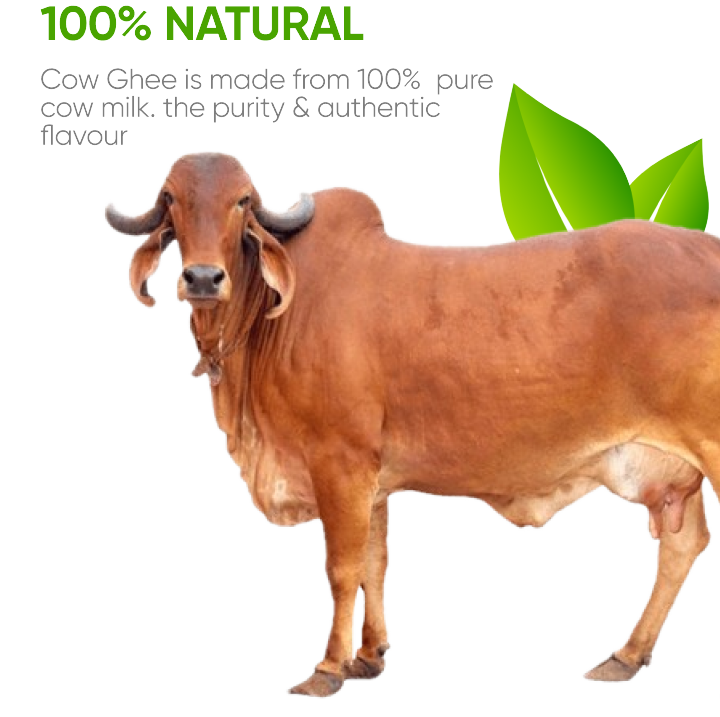 100% NATURAL
Cow Ghee is made from 100% pure
cow milk. the purity & authentic
flavour